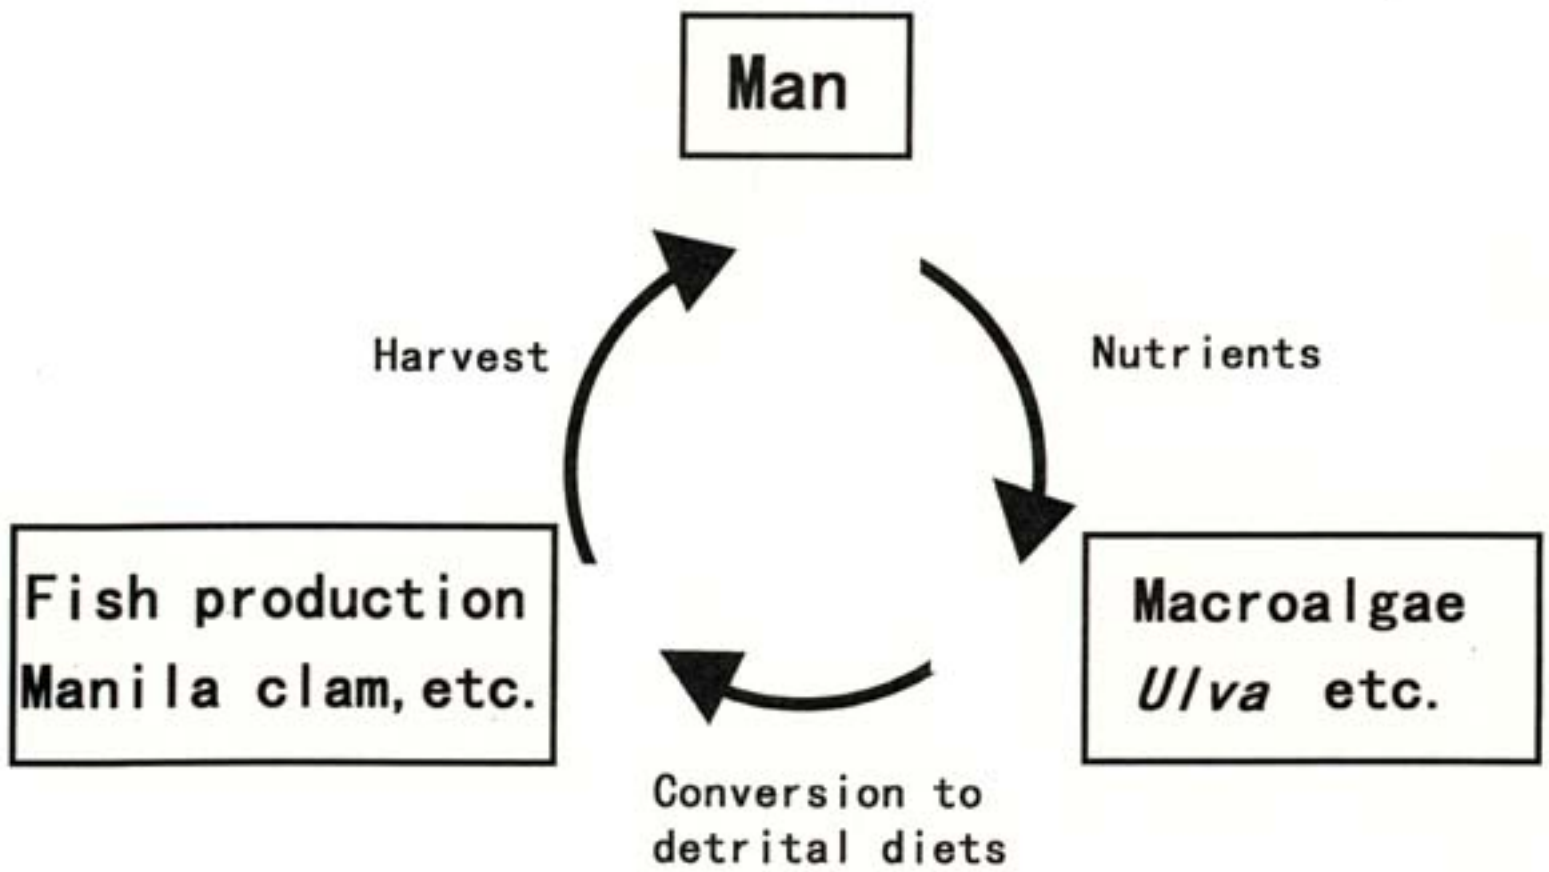 Man
Harvest
Nutrients
Fish production
Manila clam, etc.
Macroalgae
Ulva etc.
Conversion to
detrital diets